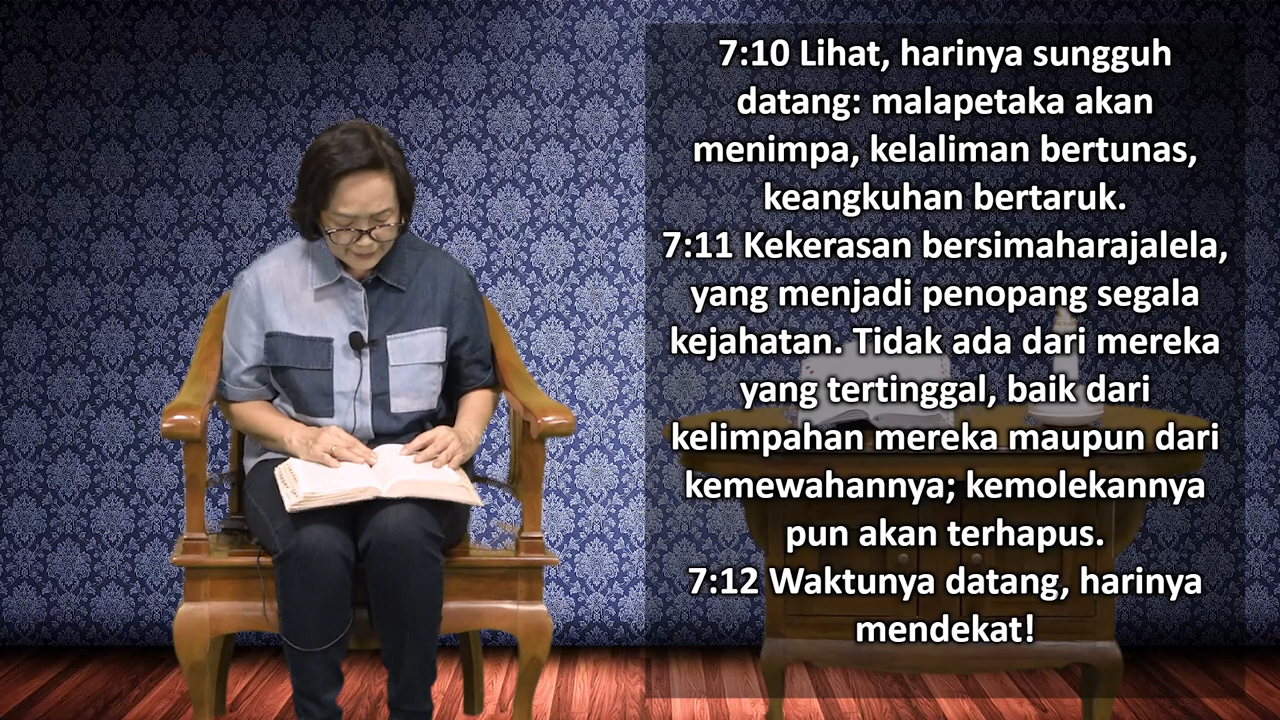 7:10 Lihat, harinya sungguh
datang: malapetaka akan
menimpa, kelaliman bertunas,
keangkuhan bertaruk.
7:11 Kekerasan bersimaharajalela,
yang menjadi penopang segala
kejahatan. Tidak ada dari mereka
yang tertinggal, baik dari
kelimpahan mereka maupun dari
kemewahannya; kemolekannya
pun akan terhapus.
7:12 Waktunya datang, harinya
mendekat!